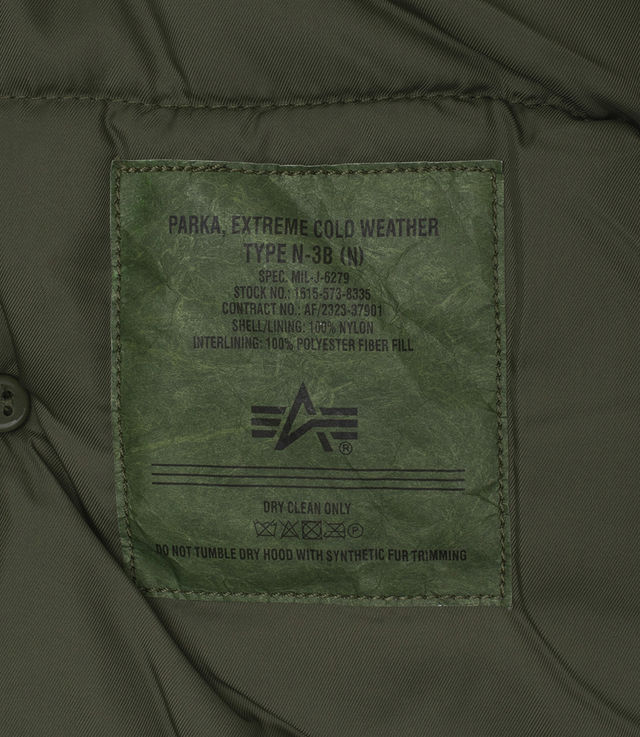 PARKA, EXTREME COLD WEATHER
TYPE N-3B (N)
SPEC. MIL-J-6279
STOCK NO.: 1615-573-8335
CONTRACT NO.: AF/2323-37901
SHELL/LINING: 100% NYLON
INTERLINING: 100% POLYESTER FIBER FILL
®
DRY CLEAN ONLY
P
DO NOT TUMBLE DRY HOOD WITH SYNTHETIC FUR TRIMMING